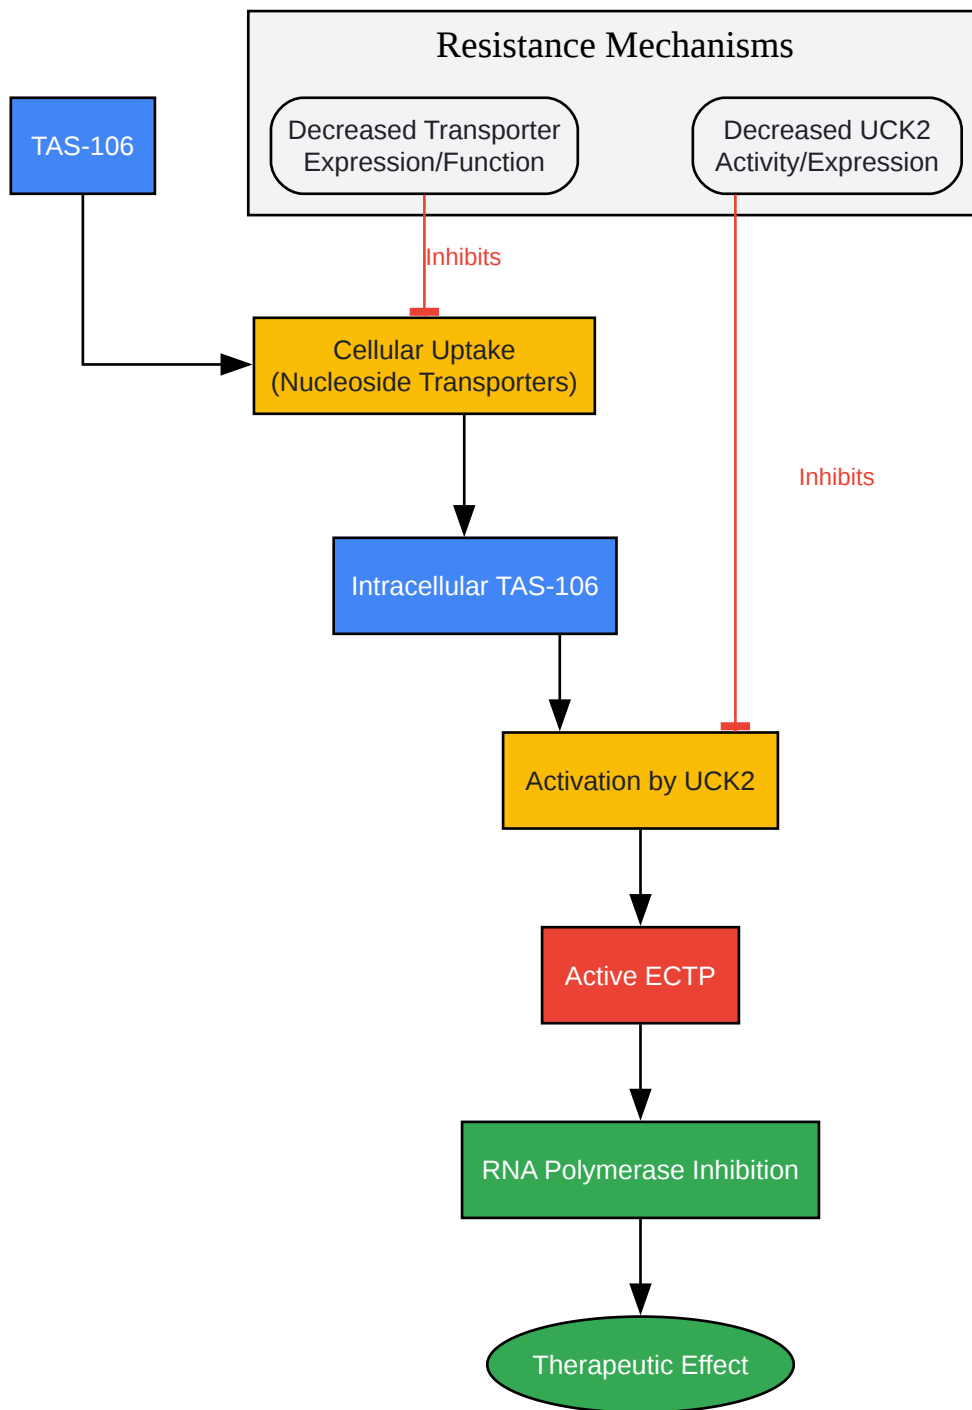 Resistance Mechanisms
TAS-106
Decreased Transporter
Expression/Function
Decreased UCK2
Activity/Expression
Inhibits
Cellular Uptake
(Nucleoside Transporters)
Inhibits
Intracellular TAS-106
Activation by UCK2
Active ECTP
RNA Polymerase Inhibition
Therapeutic Effect